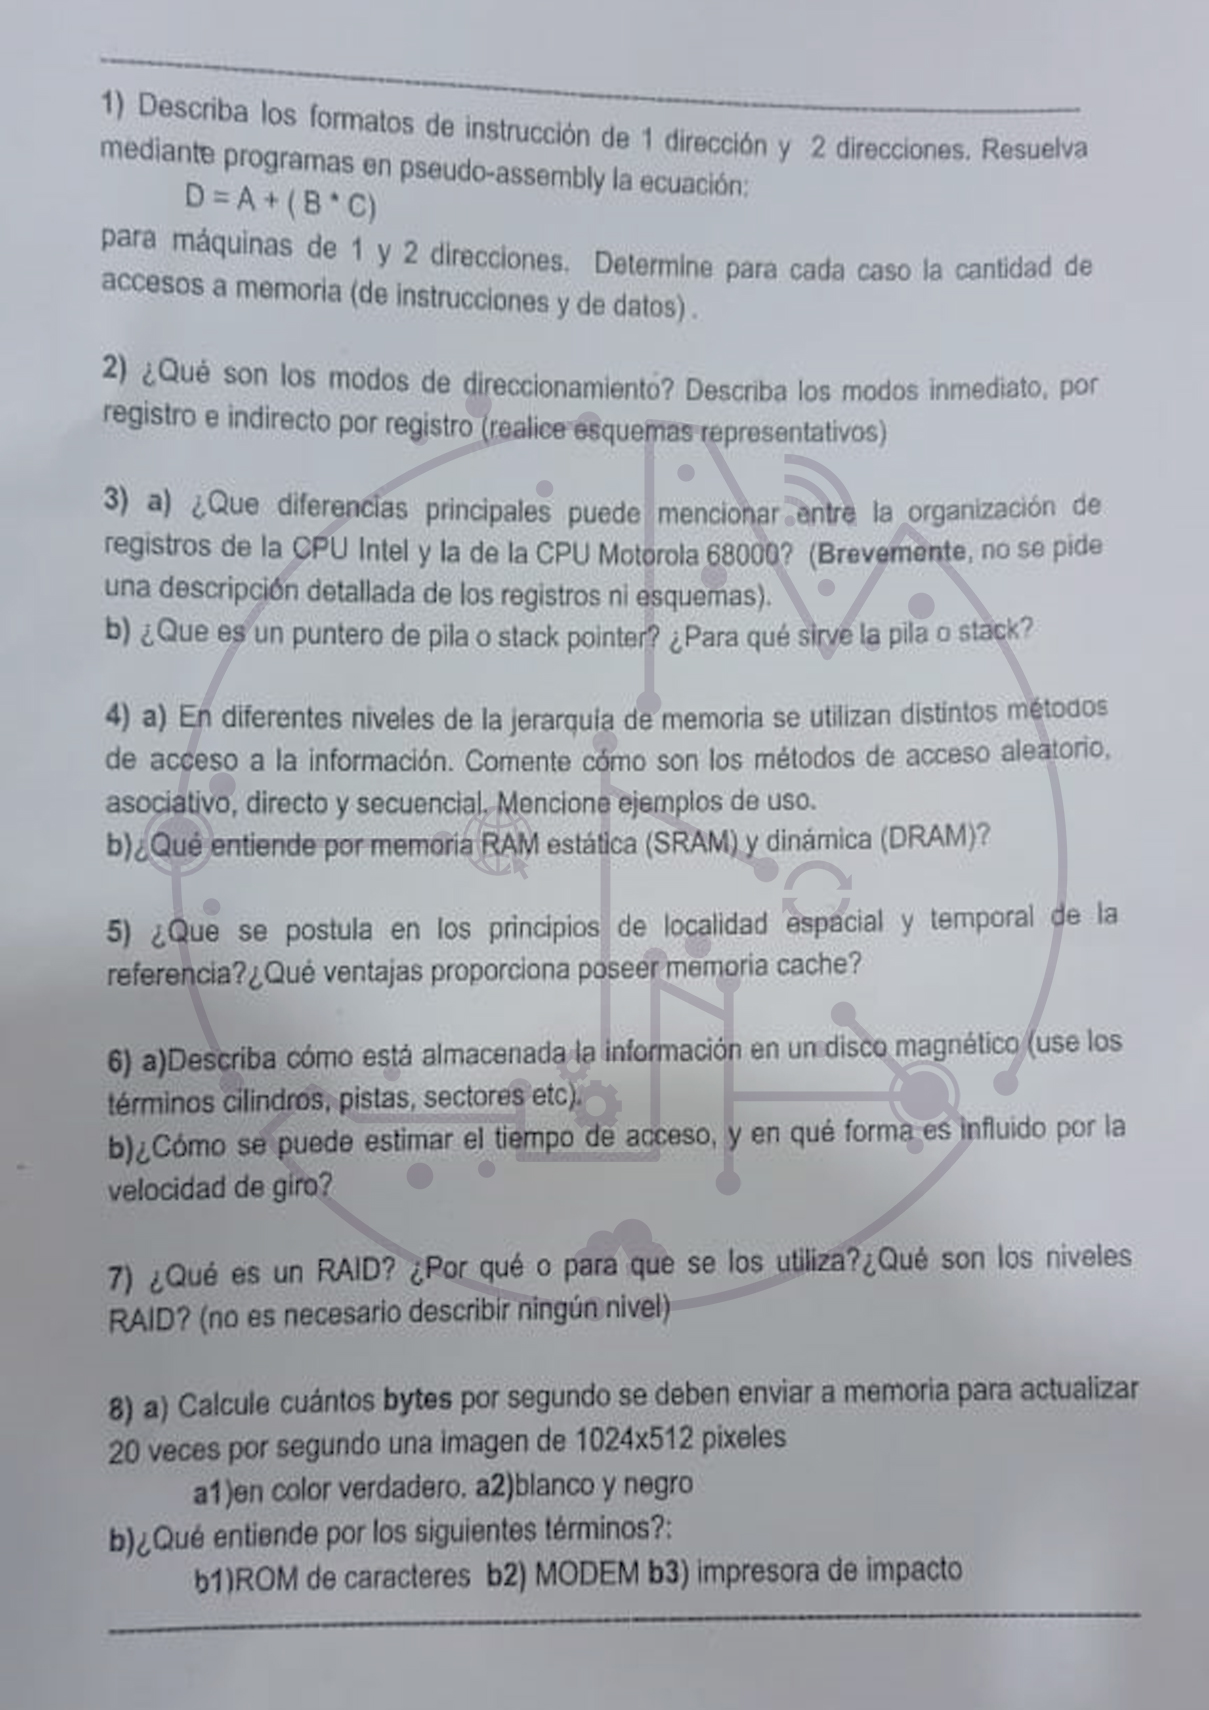 1) Describa los formatos de instrucción de 1 dirección y 2 direcciones. Resuelva
mediante programas en pseudo-assembly la ecuación:
D = A + ( B * C)
para máquinas de 1 y 2 direcciones. Determine para cada caso la cantidad de
accesos a memoria (de instrucciones y de datos) .
2) ¿Qué son los modos de direccionamiento? Describa los modos inmediato, por
registro e indirecto por registro (realice esquemas representativos)
3) a) ¿Que diferencias principales puede mencionar entre la organización de
registros de la CPU Intel y la de la CPU Motorola 68000? (Brevemente, no se pide
una descripción detallada de los registros ni esquemas).
b) ¿Que es un puntero de pila o stack pointer? ¿Para qué sirve la pila o stack?
4) a) En diferentes niveles de la jerarquía de memoria se utilizan distintos métodos
de acceso a la información. Comente cómo son los métodos de acceso aleatorio,
asociativo, directo y secuencial. Mencione ejemplos de uso.
b)¿Qué entiende por memoria RAM estática (SRAM) y dinámica (DRAM)?
5) ¿Que se postula en los principios de localidad espacial y temporal de la
referencia?¿Qué ventajas proporciona poseer memoria cache?
6) a)Describa cómo está almacenada la información en un disco magnético (use los
términos cilindros, pistas, sectores etc).
b)¿Cómo se puede estimar el tiempo de acceso, y en qué forma es influido por la
velocidad de giro?
7) ¿Qué es un RAID? ¿Por qué o para que se los utiliza?¿Qué son los niveles
RAID? (no es necesario describir ningún nivel)
8) a) Calcule cuántos bytes por segundo se deben enviar a memoria para actualizar
20 veces por segundo una imagen de 1024x512 pixeles
a1)en color verdadero. a2)blanco y negro
b)¿Qué entiende por los siguientes términos?:
b1)ROM de caracteres b2) MODEM b3) impresora de impacto